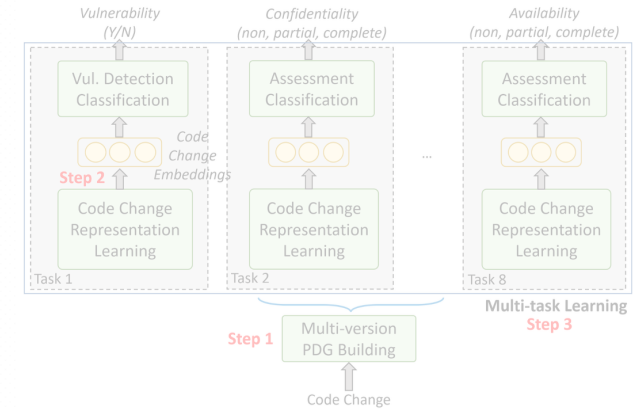 Vulnerability
(Y/N)
Confidentiality
(non, partial, complete)
Availability
(non, partial, complete)
Vul. Detection
Classification
Assessment
Classification
Assessment
Classification
Code
Change
Embeddings
...
Step 2
Code Change
Representation
Learning
Code Change
Representation
Learning
Code Change
Representation
Learning
Task 1
Task 2
Task 8
Multi-task Learning
Step 3
Step 1
Multi-version
PDG Building
Code Change